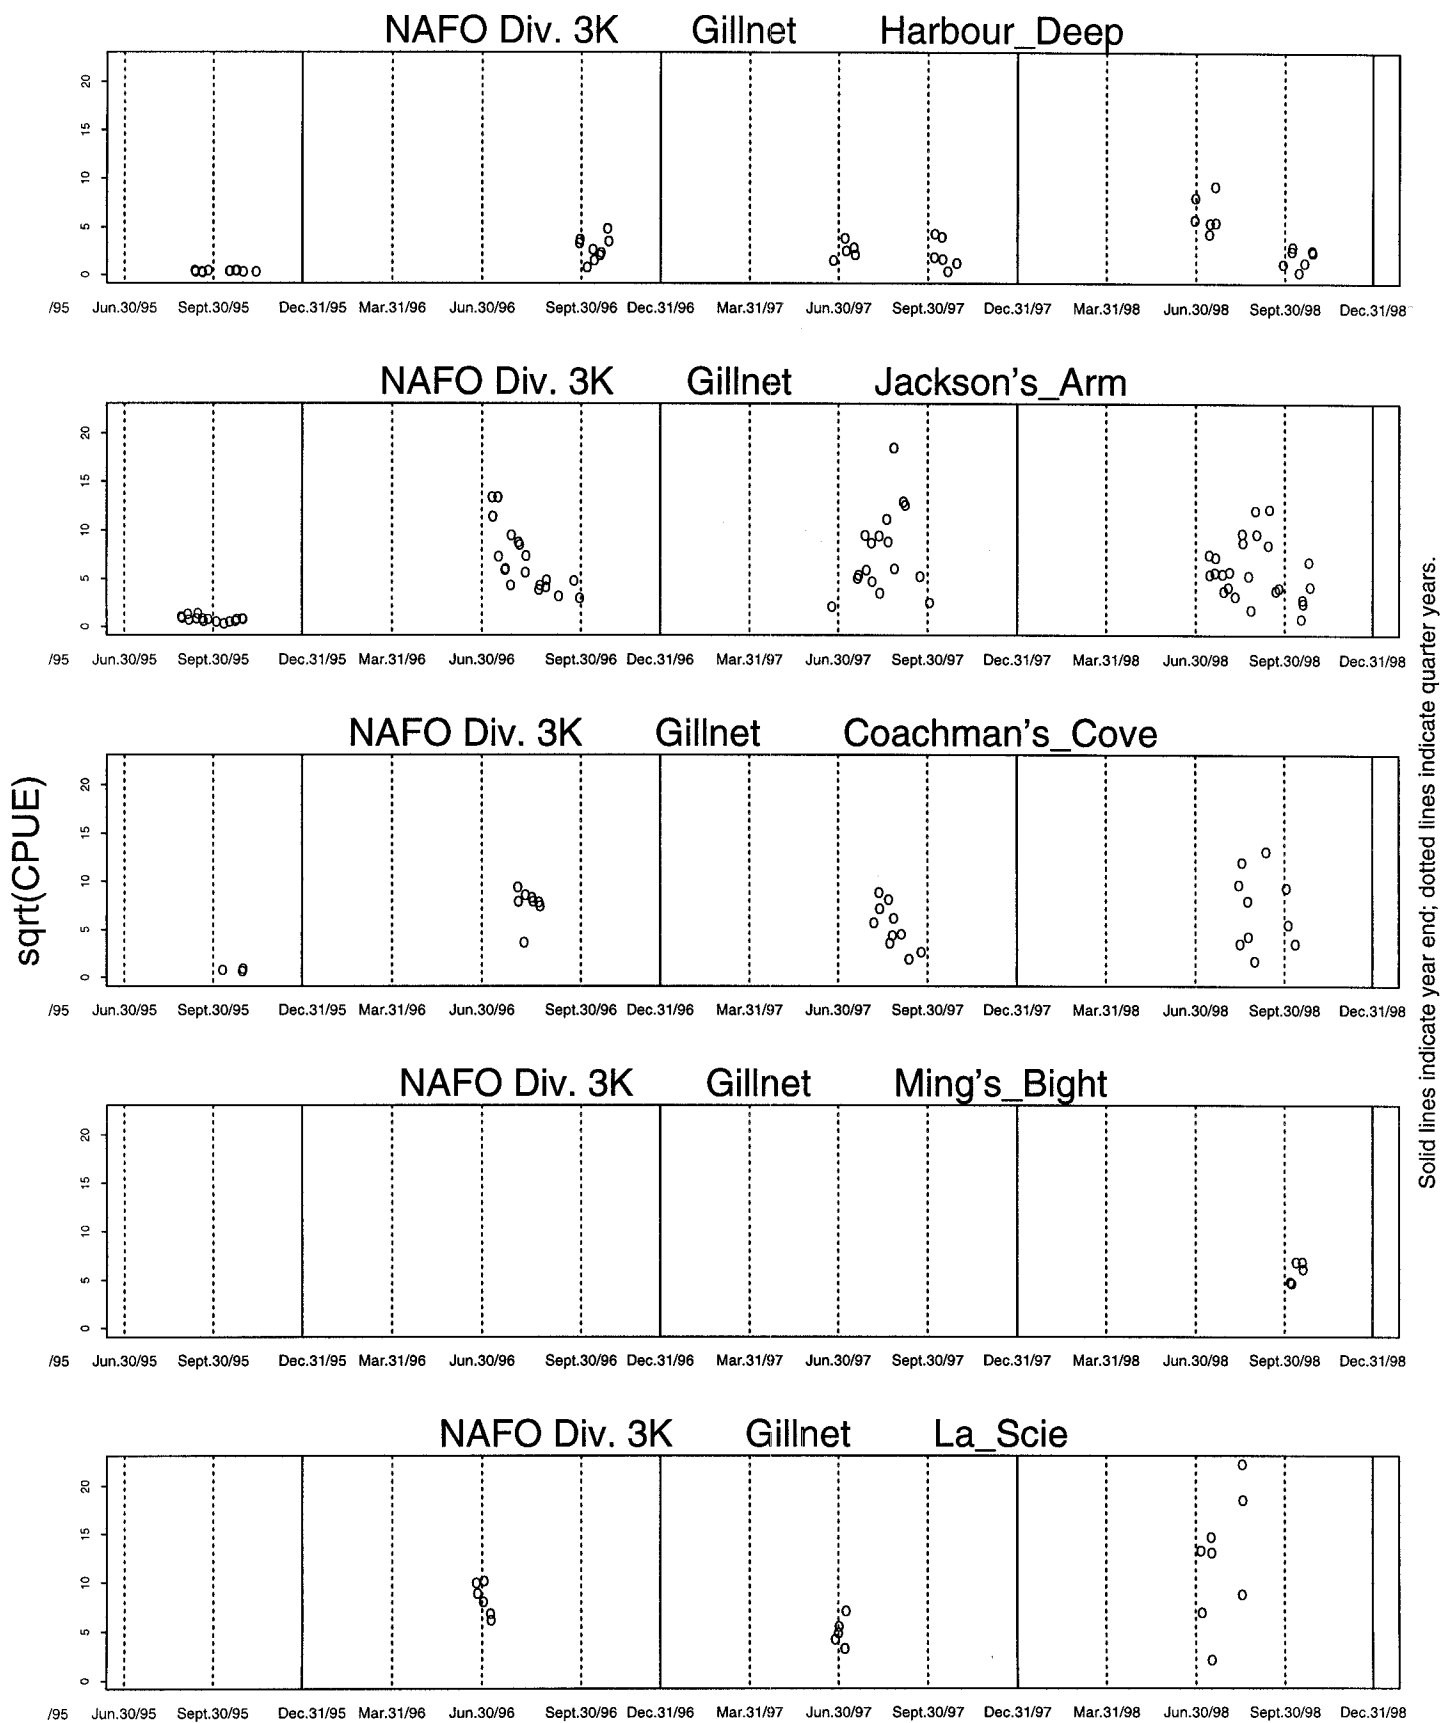 NAFO Div. 3K Gillnet Harbour_Deep
20
15
10
5
0
/95 Jun.30/95 Sept.30/95 Dec.31/95 Mar.31/96 Jun.30/96 Sept.30/96 Dec.31/96 Mar.31/97 Jun.30/97 Sept.30/97 Dec.31/97 Mar.31/98 Jun.30/98 Sept.30/98 Dec.31/98
NAFO Div. 3K Gillnet Jackson's_Arm
20
15
10
5
0
/95 Jun.30/95 Sept.30/95 Dec.31/95 Mar.31/96 Jun.30/96 Sept.30/96 Dec.31/96 Mar.31/97 Jun.30/97 Sept.30/97 Dec.31/97 Mar.31/98 Jun.30/98 Sept.30/98 Dec.31/98
NAFO Div. 3K Gillnet Coachman's_Cove
sqrt(CPUE)
20
15
10
5
0
/95 Jun.30/95 Sept.30/95 Dec.31/95 Mar.31/96 Jun.30/96 Sept.30/96 Dec.31/96 Mar.31/97 Jun.30/97 Sept.30/97 Dec.31/97 Mar.31/98 Jun.30/98 Sept.30/98 Dec.31/98
NAFO Div. 3K Gillnet Ming's_Bight
20
15
10
5
0
/95 Jun.30/95 Sept.30/95 Dec.31/95 Mar.31/96 Jun.30/96 Sept.30/96 Dec.31/96 Mar.31/97 Jun.30/97 Sept.30/97 Dec.31/97 Mar.31/98 Jun.30/98 Sept.30/98 Dec.31/98
NAFO Div. 3K Gillnet La_Scie
20
15
10
5
0
/95 Jun.30/95 Sept.30/95 Dec.31/95 Mar.31/96 Jun.30/96 Sept.30/96 Dec.31/96 Mar.31/97 Jun.30/97 Sept.30/97 Dec.31/97 Mar.31/98 Jun.30/98 Sept.30/98 Dec.31/98
Solid lines indicate year end; dotted lines indicate quarter years.